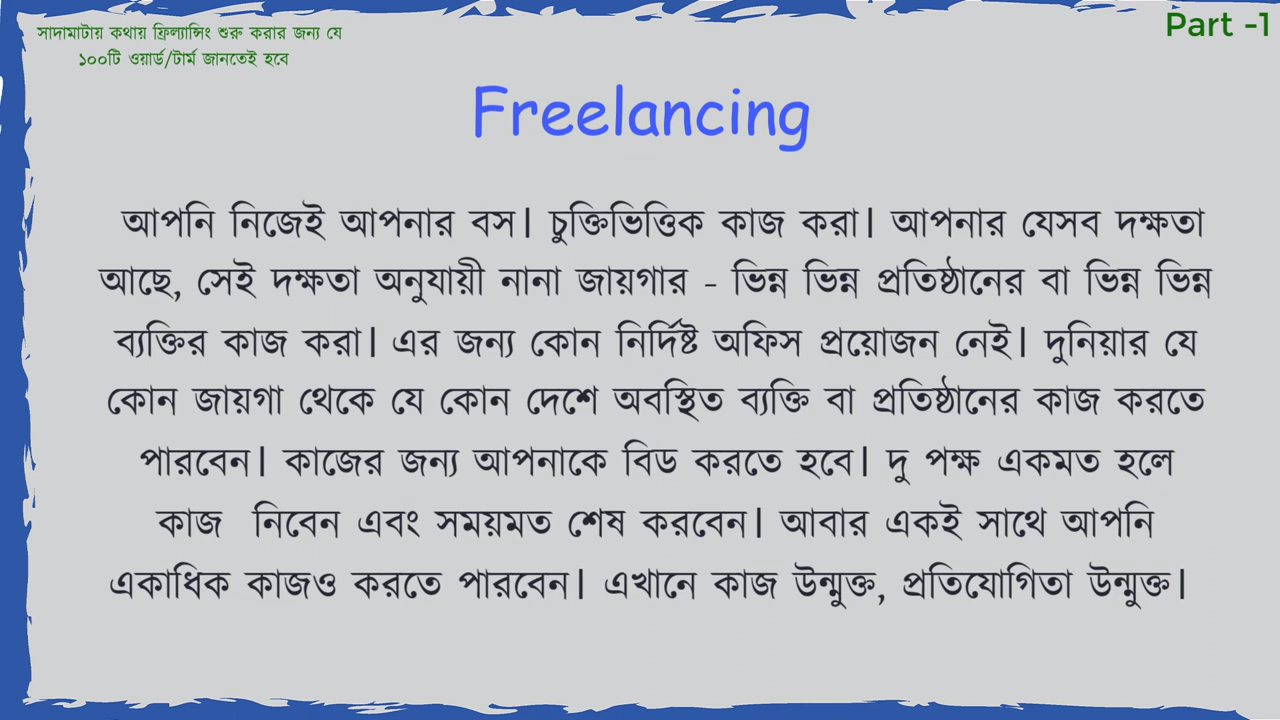 সাদামাটায় কথায় ফ্রিল্যান্সিং শুরু করার জন্য যে
১০০টি ওয়ার্ড/টার্ম জানতেই হবে
Part -1
Freelancing
আপনি নিজেই আপনার বস। চুক্তিভিত্তিক কাজ করা। আপনার যেসব দক্ষতা
আছে, সেই দক্ষতা অনুযায়ী নানা জায়গার - ভিন্ন ভিন্ন প্রতিষ্ঠানের বা ভিন্ন ভিন্ন
ব্যক্তির কাজ করা। এর জন্য কোন নির্দিষ্ট অফিস প্রয়োজন নেই। দুনিয়ার যে
কোন জায়গা থেকে যে কোন দেশে অবস্থিত ব্যক্তি বা প্রতিষ্ঠানের কাজ করতে
পারবেন। কাজের জন্য আপনাকে বিড করতে হবে। দু পক্ষ একমত হলে
কাজ নিবেন এবং সময়মত শেষ করবেন। আবার একই সাথে আপনি
একাধিক কাজও করতে পারবেন। এখানে কাজ উন্মুক্ত, প্রতিযোগিতা উন্মুক্ত।